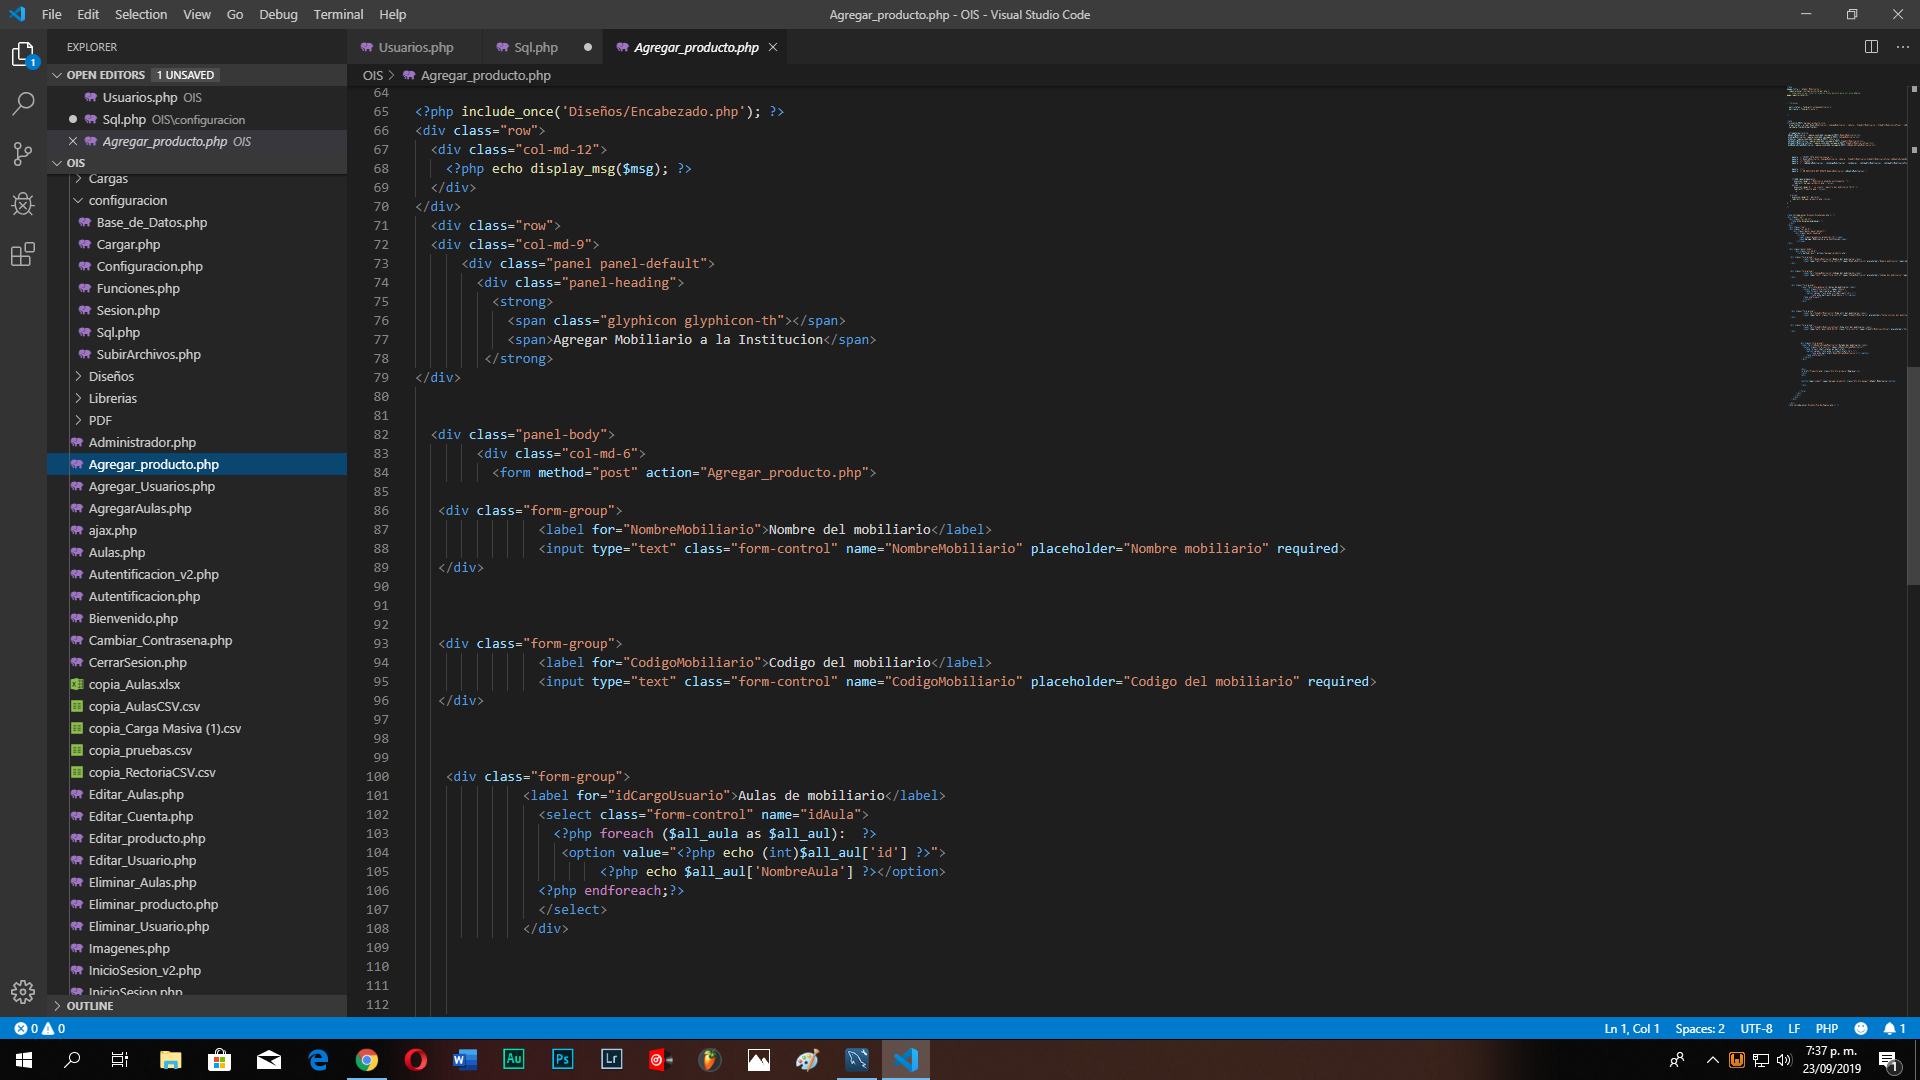 File Edit Selection View Go Debug Terminal Help
Agregar_producto.php - OIS - Visual Studio Code
EXPLORER
OPEN EDITORS 1 UNSAVED
Usuarios.php OIS
Sql.php OIS\configuracion
Agregar_producto.php OIS
OIS
Cargas
configuracion
Base_de_Datos.php
Cargar.php
Configuracion.php
Funciones.php
Sesion.php
Sql.php
SubirArchivos.php
Diseños
Librerias
PDF
Administrador.php
Agregar_producto.php
Agregar_Usuarios.php
AgregarAulas.php
ajax.php
Aulas.php
Autentificacion_v2.php
Autentificacion.php
Bienvenido.php
Cambiar_Contrasena.php
CerrarSesion.php
copia_Aulas.xlsx
copia_AulasCSV.csv
copia_Carga Masiva (1).csv
copia_pruebas.csv
copia_RectoriaCSV.csv
Editar_Aulas.php
Editar_Cuenta.php
Editar_producto.php
Editar_Usuario.php
Eliminar_Aulas.php
Eliminar_producto.php
Eliminar_Usuario.php
Imagenes.php
InicioSesion_v2.php
InicioSesion.php
OUTLINE
Usuarios.php Sql.php Agregar_producto.php
OIS > Agregar_producto.php
64
65 <?php include_once('Diseños/Encabezado.php'); ?>
66 <div class="row">
67 <div class="col-md-12">
68 <?php echo display_msg($msg); ?>
69 </div>
70 </div>
71 <div class="row">
72 <div class="col-md-9">
73 <div class="panel panel-default">
74 <div class="panel-heading">
75 <strong>
76 <span class="glyphicon glyphicon-th"></span>
77 <span>Agregar Mobiliario a la Institucion</span>
78 </strong>
79 </div>
80
81
82 <div class="panel-body">
83 <div class="col-md-6">
84 <form method="post" action="Agregar_producto.php">
85
86 <div class="form-group">
87 <label for="NombreMobiliario">Nombre del mobiliario</label>
88 <input type="text" class="form-control" name="NombreMobiliario" placeholder="Nombre mobiliario" required>
89 </div>
90
91
92
93 <div class="form-group">
94 <label for="CodigoMobiliario">Codigo del mobiliario</label>
95 <input type="text" class="form-control" name="CodigoMobiliario" placeholder="Codigo del mobiliario" required>
96 </div>
97
98
99
100 <div class="form-group">
101 <label for="idCargoUsuario">Aulas de mobiliario</label>
102 <select class="form-control" name="idAula">
103 <?php foreach ($all_aula as $all_aul): ?>
104 <option value="<?php echo (int)$all_aul['id'] ?>">
105 <?php echo $all_aul['NombreAula'] ?></option>
106 <?php endforeach;?>
107 </select>
108 </div>
109
110
111
112
0 0
Ln 1, Col 1 Spaces: 2 UTF-8 LF PHP 1
Au Ps Lr
7:37 p. m.
23/09/2019
1